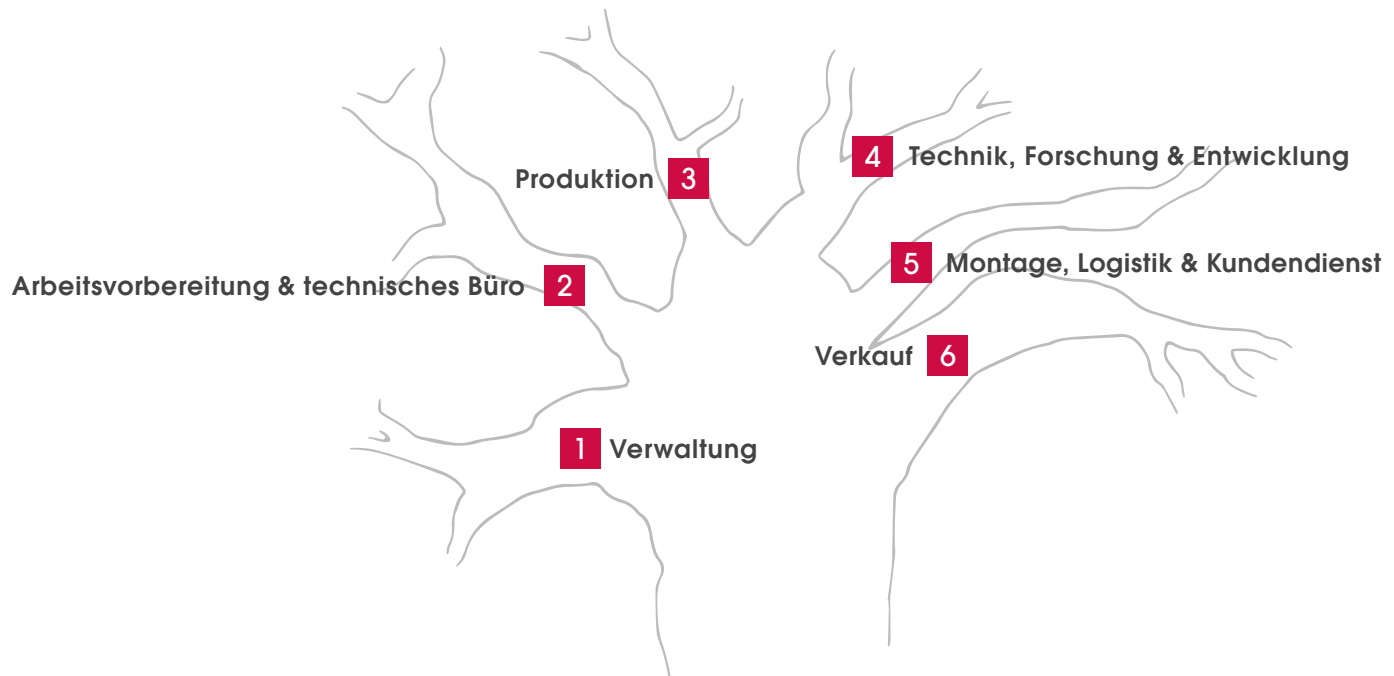 4 Technik, Forschung & Entwicklung
Produktion 3
5 Montage, Logistik & Kundendienst
Arbeitsvorbereitung & technisches Büro 2
Verkauf 6
1 Verwaltung